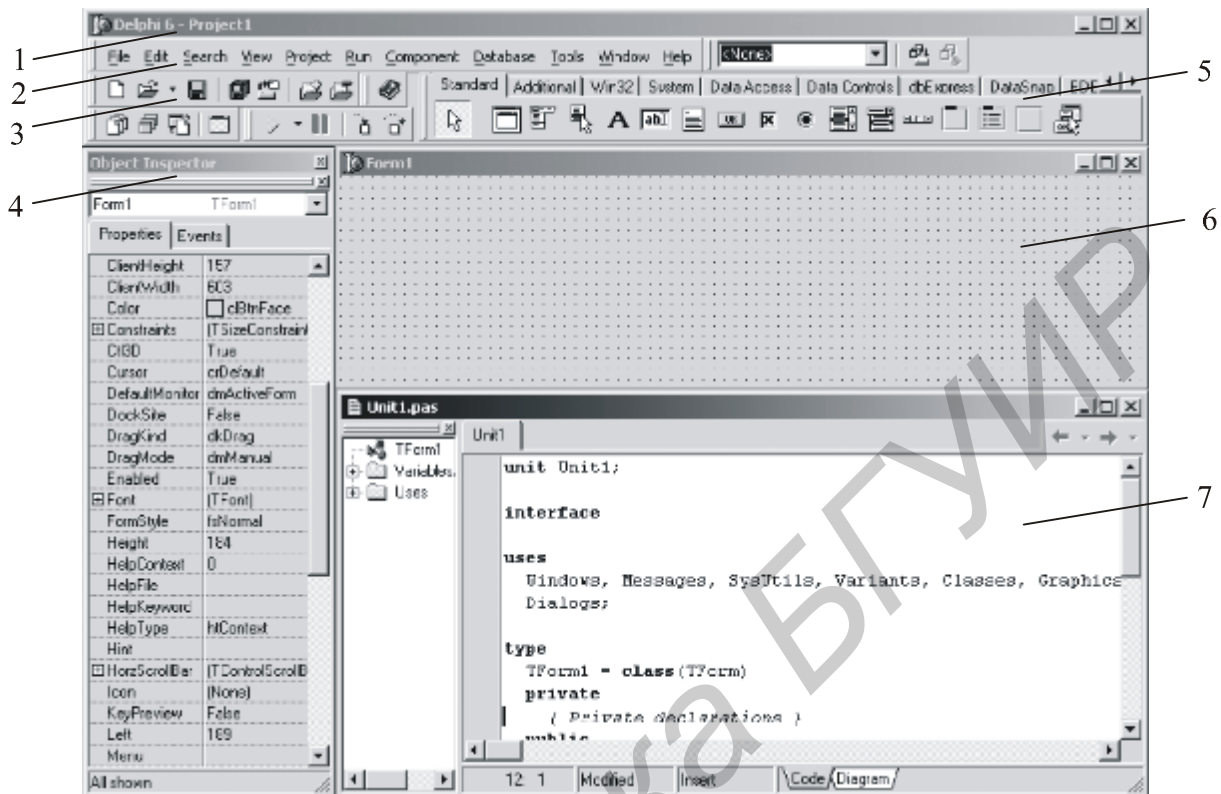 Delphi 6 - Project1
1
File Edit Search View Project Run Component Database Tools Window Help <None>
2
Standard Additional Win32 System Data Access Data Controls dbExpress DataSnap BDE
5
3
Object Inspector
4
Form1 TForm1
Properties Events
ClientHeight 157
ClientWidth 603
Color clBtnFace
Constraints (TSizeConstraint
Ctl3D True
Cursor crDefault
DefaultMonitor dmActiveForm
DockSite False
DragKind dkDrag
DragMode dmManual
Enabled True
Font (TFont)
FormStyle fsNormal
Height 184
HelpContext 0
HelpFile
HelpKeyword
HelpType htContext
Hint
HorzScrollBar (TControlScrollB
Icon (None)
KeyPreview False
Left 189
Menu
All shown
Form1
6
Unit1.pas
TForm1
Variables
Uses
Unit1
unit Unit1;
interface
7
uses
Windows, Messages, SysUtils, Variants, Classes, Graphics
Dialogs;
type
TForm1 = class(TForm)
private
{ Private declarations }
public
12: 1 Modified Insert Code Diagram
ка БГУИР